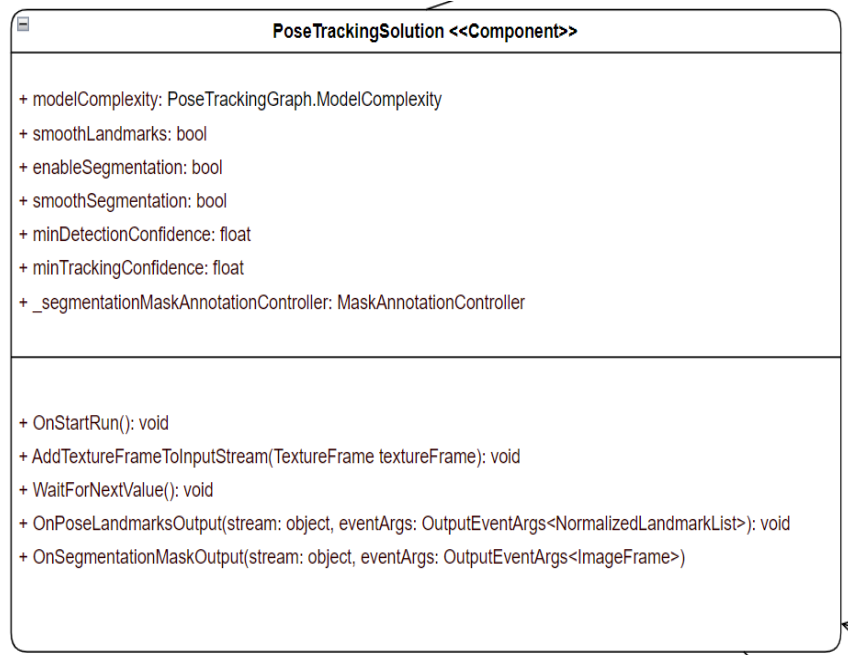 PoseTrackingSolution <<Component>>
+ modelComplexity: PoseTrackingGraph.ModelComplexity
+ smoothLandmarks: bool
+ enableSegmentation: bool
+ smoothSegmentation: bool
+ minDetectionConfidence: float
+ minTrackingConfidence: float
+ _segmentationMaskAnnotationController: MaskAnnotationController
+ OnStartRun(): void
+ AddTextureFrameToInputStream(TextureFrame textureFrame): void
+ WaitForNextValue(): void
+ OnPoseLandmarksOutput(stream: object, eventArgs: OutputEventArgs<NormalizedLandmarkList>): void
+ OnSegmentationMaskOutput(stream: object, eventArgs: OutputEventArgs<ImageFrame>)